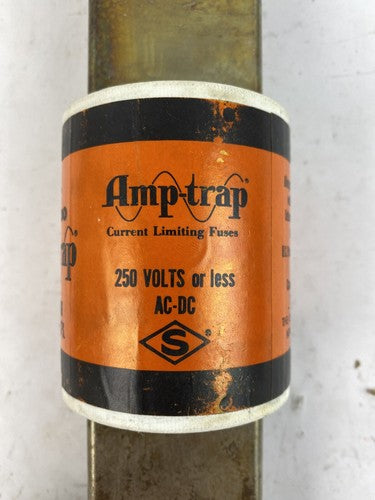 Amp-trap®
Current Limiting Fuses
250 VOLTS or less
AC-DC
S®